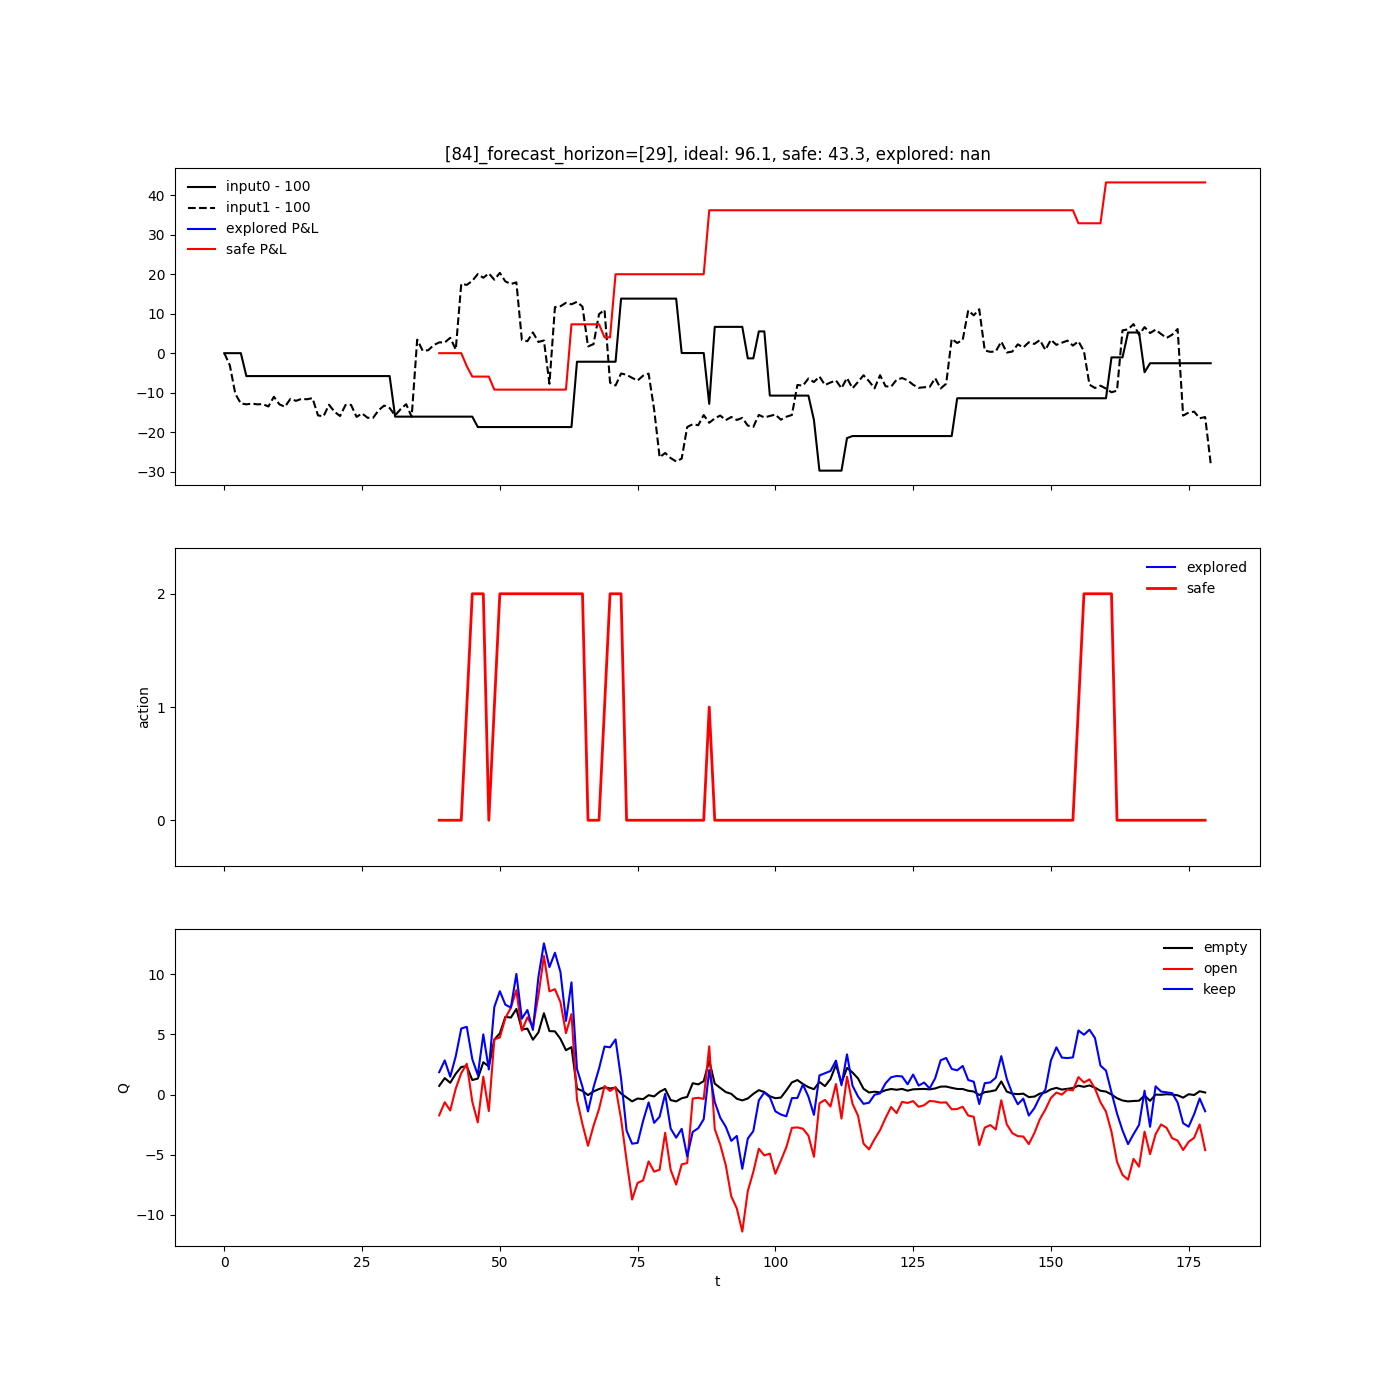 [84]_forecast_horizon=[29], ideal: 96.1, safe: 43.3, explored: nan
input0 - 100
input1 - 100
explored P&L
safe P&L
40
30
20
10
0
−10
−20
−30
explored
safe
2
1
0
action
empty
open
keep
10
5
0
−5
−10
Q
0 25 50 75 100 125 150 175
t